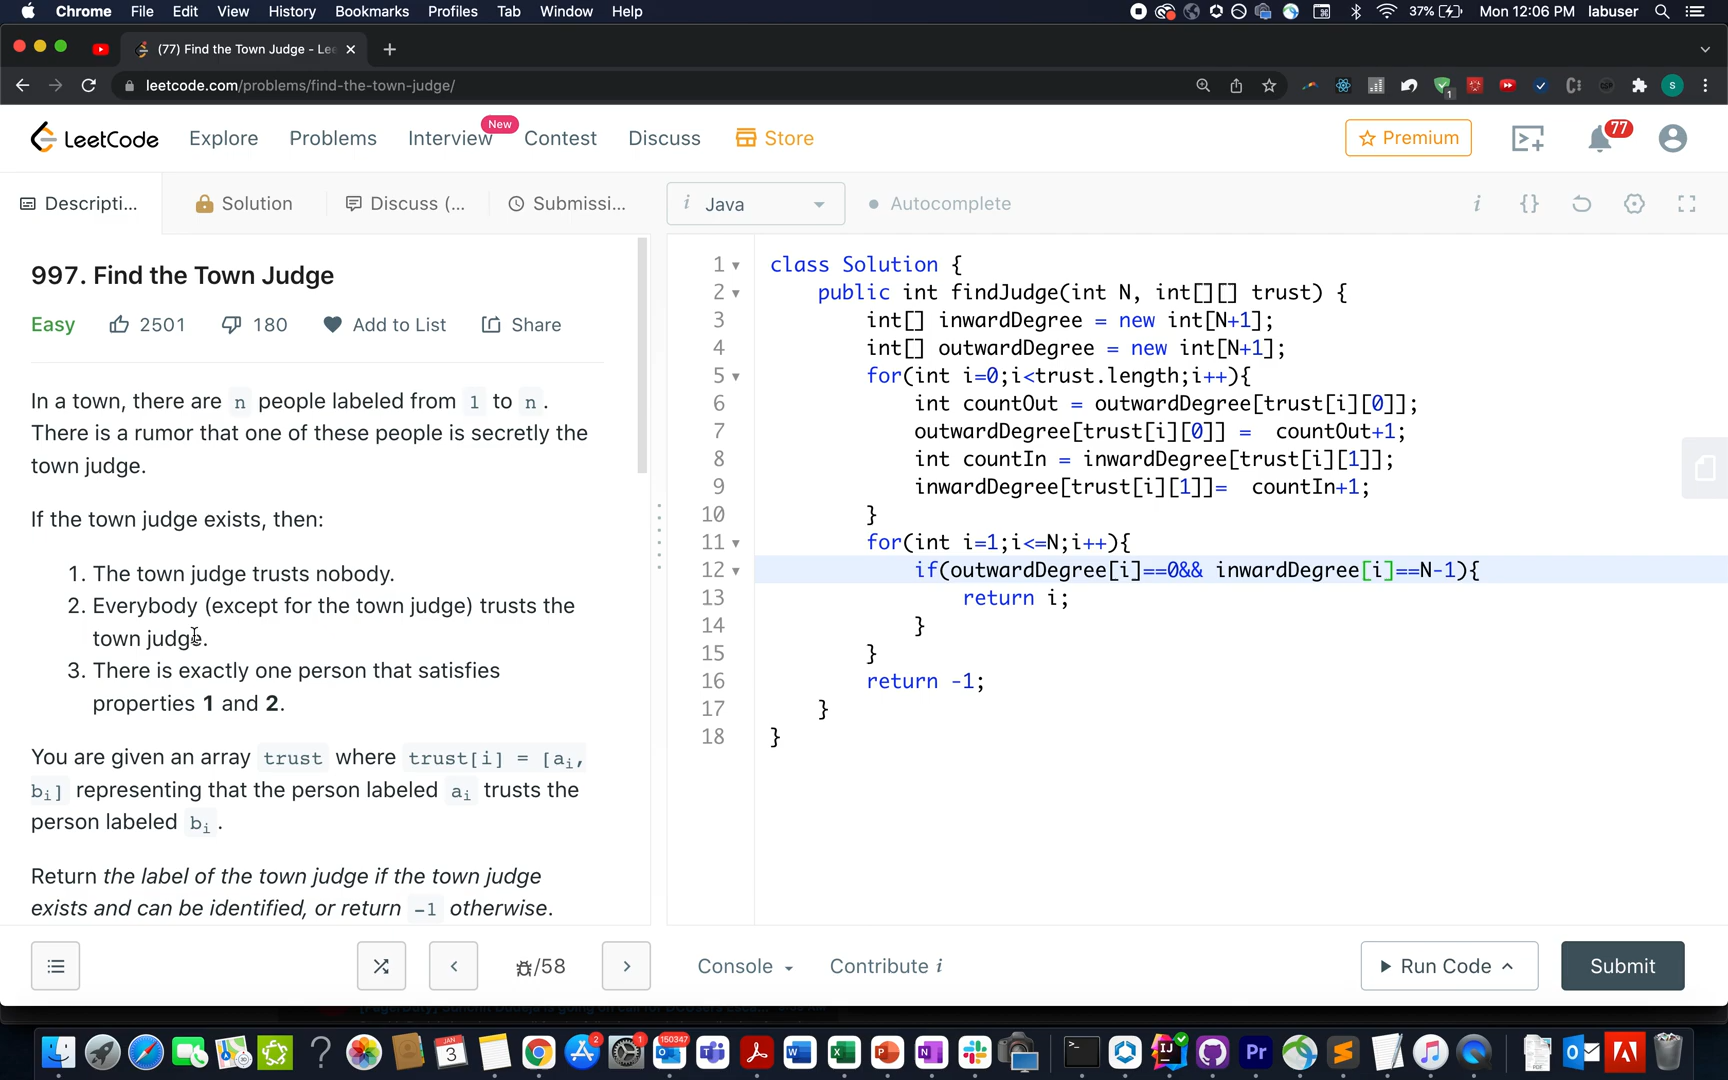 Chrome File Edit View History Bookmarks Profiles Tab Window Help
37% Mon 12:06 PM labuser
(77) Find the Town Judge - Lee
leetcode.com/problems/find-the-town-judge/
LeetCode Explore Problems Interview New Contest Discuss Store Premium 77
Descripti... Solution Discuss (... Submissi...
i Java Autocomplete
997. Find the Town Judge
Easy 2501 180 Add to List Share
In a town, there are n people labeled from 1 to n.
There is a rumor that one of these people is secretly the
town judge.
If the town judge exists, then:
1. The town judge trusts nobody.
2. Everybody (except for the town judge) trusts the
town judge.
3. There is exactly one person that satisfies
properties 1 and 2.
You are given an array trust where trust[i] = [ai,
bi] representing that the person labeled ai trusts the
person labeled bi.
Return the label of the town judge if the town judge
exists and can be identified, or return -1 otherwise.
1 class Solution {
2 public int findJudge(int N, int[][] trust) {
3 int[] inwardDegree = new int[N+1];
4 int[] outwardDegree = new int[N+1];
5 for(int i=0;i<trust.length;i++){
6 int countOut = outwardDegree[trust[i][0]];
7 outwardDegree[trust[i][0]] = countOut+1;
8 int countIn = inwardDegree[trust[i][1]];
9 inwardDegree[trust[i][1]]= countIn+1;
10 }
11 for(int i=1;i<=N;i++){
12 if(outwardDegree[i]==0&& inwardDegree[i]==N-1){
13 return i;
14 }
15 }
16 return -1;
17 }
18 }
/58
Console Contribute i
Run Code Submit
JAN
3
2
1
150347